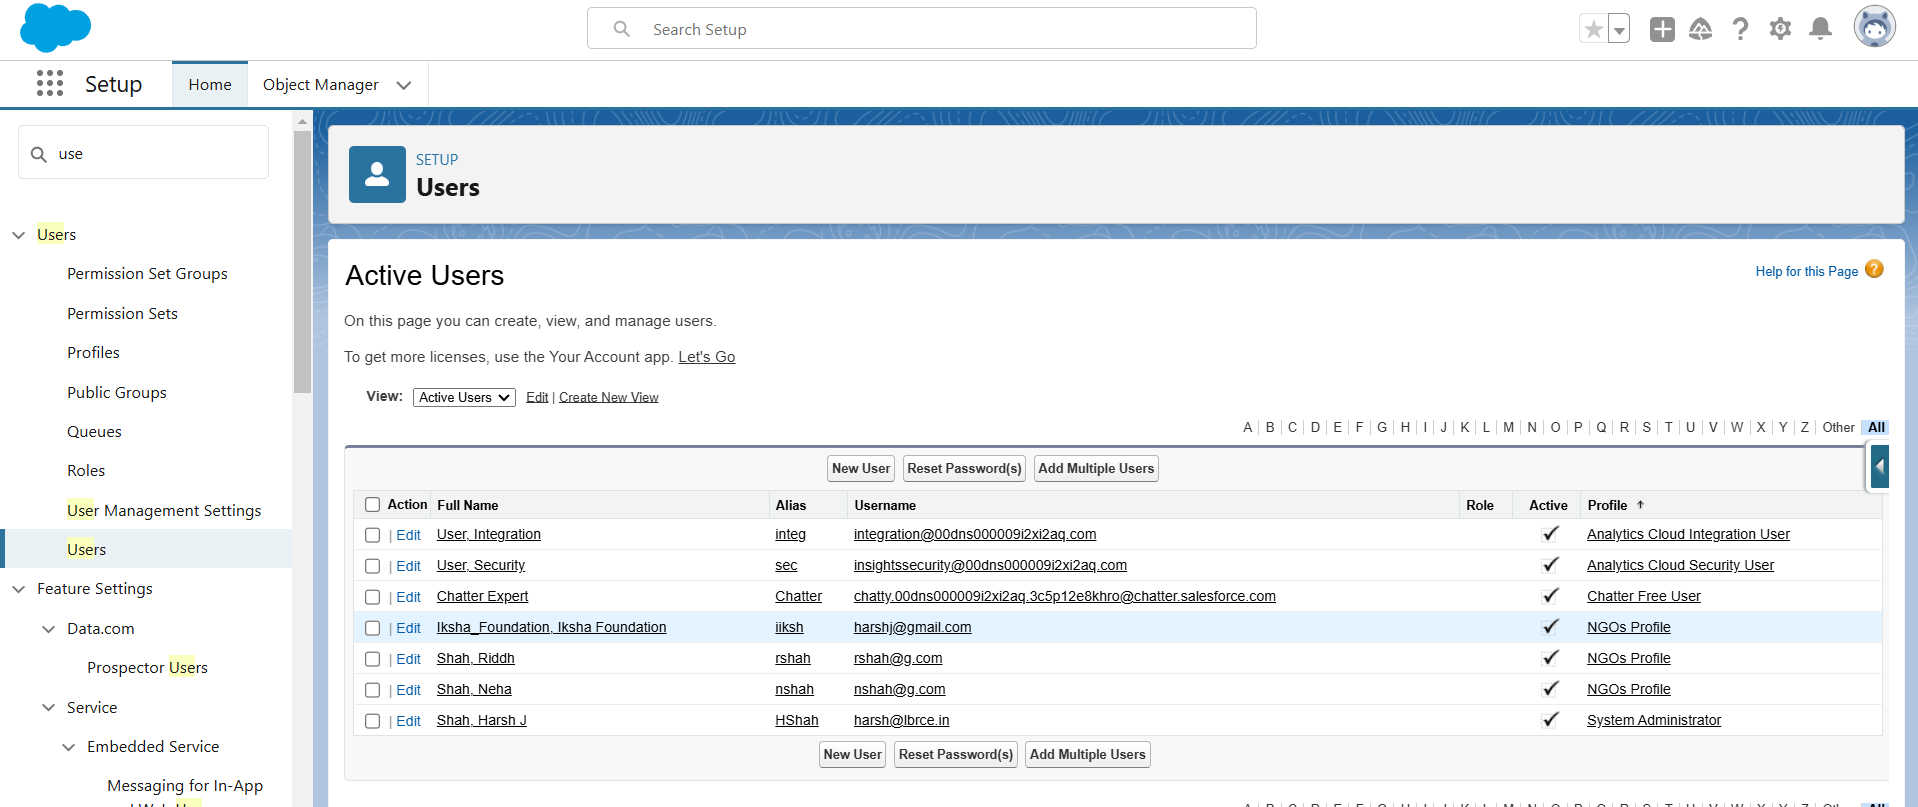 Search Setup
Setup
Home
Object Manager
use
Users
Permission Set Groups
Permission Sets
Profiles
Public Groups
Queues
Roles
User Management Settings
Users
Feature Settings
Data.com
Prospector Users
Service
Embedded Service
Messaging for In-App
SETUP
Users
Active Users
Help for this Page ?
On this page you can create, view, and manage users.
To get more licenses, use the Your Account app. Let's Go
View: Active Users Edit | Create New View
A | B | C | D | E | F | G | H | I | J | K | L | M | N | O | P | Q | R | S | T | U | V | W | X | Y | Z | Other | All
New User Reset Password(s) Add Multiple Users
Action Full Name Alias Username Role Active Profile
| Edit User, Integration integ integration@00dns000009i2xi2aq.com Analytics Cloud Integration User
| Edit User, Security sec insightssecurity@00dns000009i2xi2aq.com Analytics Cloud Security User
| Edit Chatter Expert Chatter chatty.00dns000009i2xi2aq.3c5p12e8khro@chatter.salesforce.com Chatter Free User
| Edit Iksha_Foundation, Iksha Foundation iiksh harshj@gmail.com NGOs Profile
| Edit Shah, Riddh rshah rshah@g.com NGOs Profile
| Edit Shah, Neha nshah nshah@g.com NGOs Profile
| Edit Shah, Harsh J HShah harsh@lbrce.in System Administrator
New User Reset Password(s) Add Multiple Users